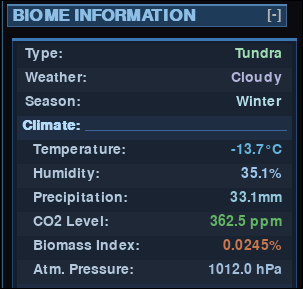 BIOME INFORMATION [-]
Type: Tundra
Weather: Cloudy
Season: Winter
Climate:
Temperature: -13.7°C
Humidity: 35.1%
Precipitation: 33.1mm
CO2 Level: 362.5 ppm
Biomass Index: 0.0245%
Atm. Pressure: 1012.0 hPa